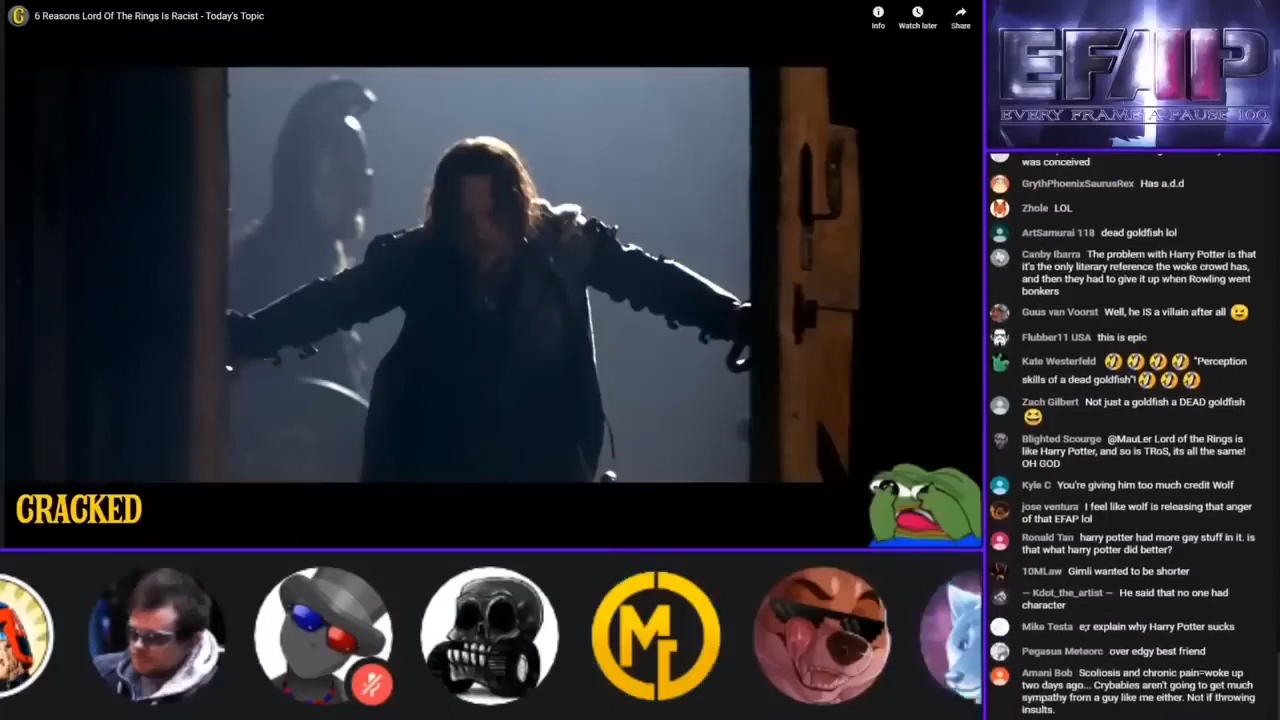 6 Reasons Lord Of The Rings Is Racist - Today's Topic
Info
Watch later
Share
CRACKED
EFAP
EVERY FRAME A PAUSE 100
was conceived
GrythPhoenixSaurusRex Has a.d.d
Zhole LOL
ArtSamurai 118 dead goldfish lol
Canby Ibarra The problem with Harry Potter is that
it's the only literary reference the woke crowd has,
and then they had to give it up when Rowling went
bonkers
Guus van Voorst Well, he IS a villain after all
Flubber11 USA this is epic
Kate Westerfeld "Perception
skills of a dead goldfish"!
Zach Gilbert Not just a goldfish a DEAD goldfish
Blighted Scourge @MauLer Lord of the Rings is
like Harry Potter, and so is TRoS, its all the same!
OH GOD
Kyle C You're giving him too much credit Wolf
jose ventura I feel like wolf is releasing that anger
of that EFAP lol
Ronald Tan harry potter had more gay stuff in it. is
that what harry potter did better?
10MLaw Gimli wanted to be shorter
— Kdot_the_artist — He said that no one had
character
Mike Testa e;r explain why Harry Potter sucks
Pegasus Meteorc over edgy best friend
Amani Bob Scoliosis and chronic pain=woke up
two days ago... Crybabies aren't going to get much
sympathy from a guy like me either. Not if throwing
insults.